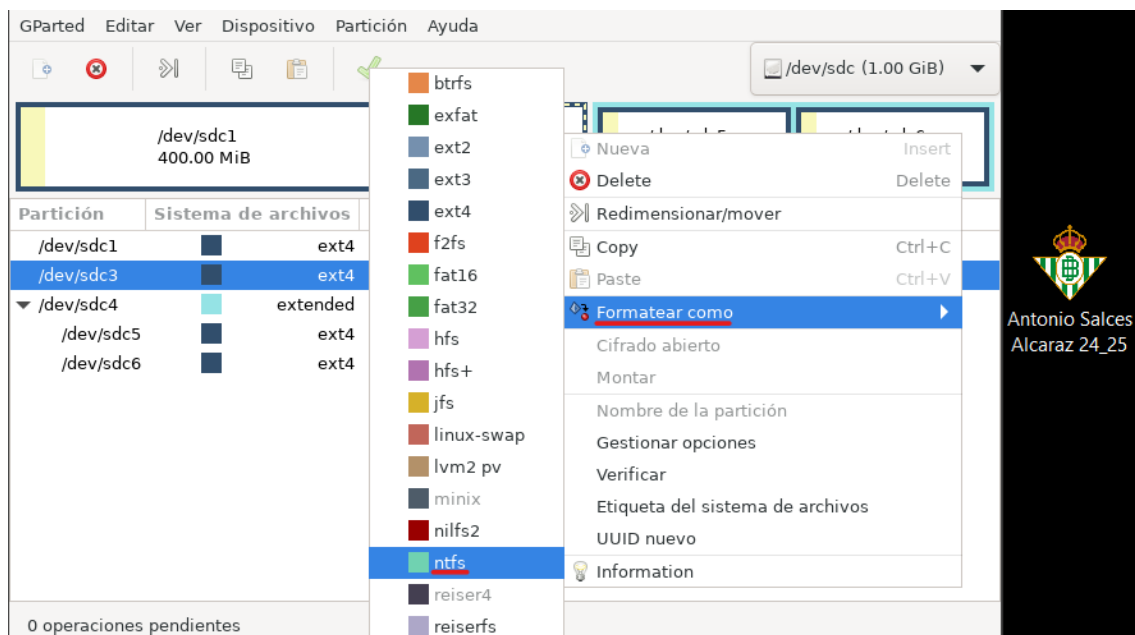 GParted Editar Ver Dispositivo Partición Ayuda
/dev/sdc (1.00 GiB)
/dev/sdc1
400.00 MiB
Partición Sistema de archivos
/dev/sdc1 ext4
/dev/sdc3 ext4
/dev/sdc4 extended
/dev/sdc5 ext4
/dev/sdc6 ext4
0 operaciones pendientes
btrfs
exfat
ext2
ext3
ext4
f2fs
fat16
fat32
hfs
hfs+
jfs
linux-swap
lvm2 pv
minix
nilfs2
ntfs
reiser4
reiserfs
Nueva Insert
Delete Delete
Redimensionar/mover
Copy Ctrl+C
Paste Ctrl+V
Formatear como
Cifrado abierto
Montar
Nombre de la partición
Gestionar opciones
Verificar
Etiqueta del sistema de archivos
UUID nuevo
Information
Antonio Salces
Alcaraz 24_25